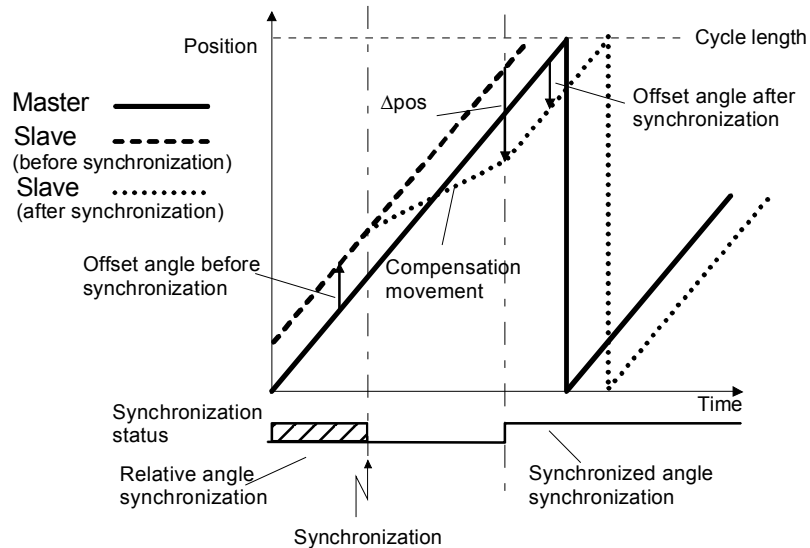 Position
Cycle length
Master
Slave
(before synchronization)
Slave
(after synchronization)
Δpos
Offset angle after
synchronization
Offset angle before
synchronization
Compensation
movement
Time
Synchronization
status
Relative angle
synchronization
Synchronized angle
synchronization
Synchronization